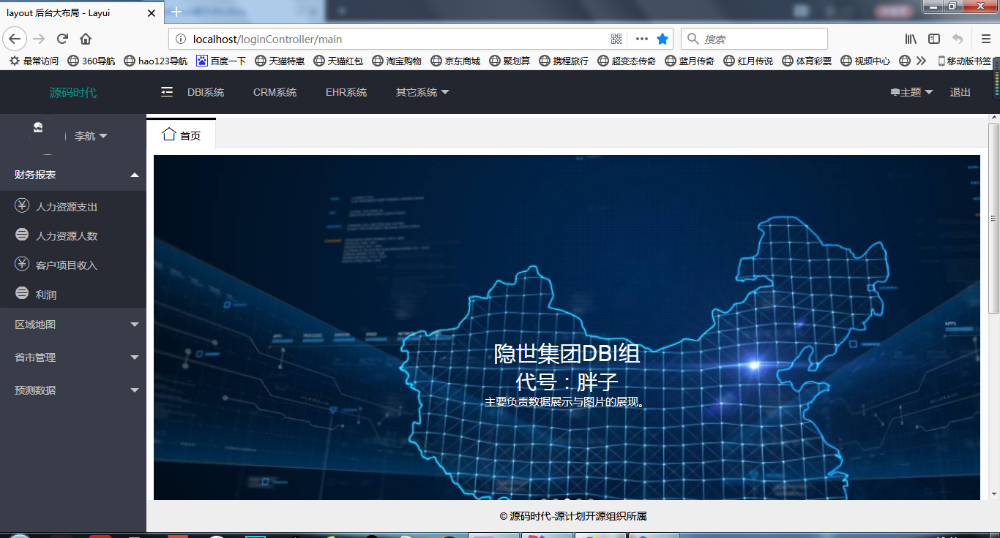 layout 后台大布局 - Layui
localhost/loginController/main
搜索
最常访问 360导航 hao123导航 百度一下 天猫特惠 天猫红包 淘宝购物 京东商城 聚划算 携程旅行 超变态传奇 蓝月传奇 红月传说 体育彩票 视频中心 移动版书签
源码时代 DBI系统 CRM系统 EHR系统 其它系统 主题 退出
李航
首页
财务报表
人力资源支出
人力资源人数
客户项目收入
利润
区域地图
省市管理
预测数据
隐世集团DBI组
代号：胖子
主要负责数据展示与图片的展现。
© 源码时代-源计划开源组织所属